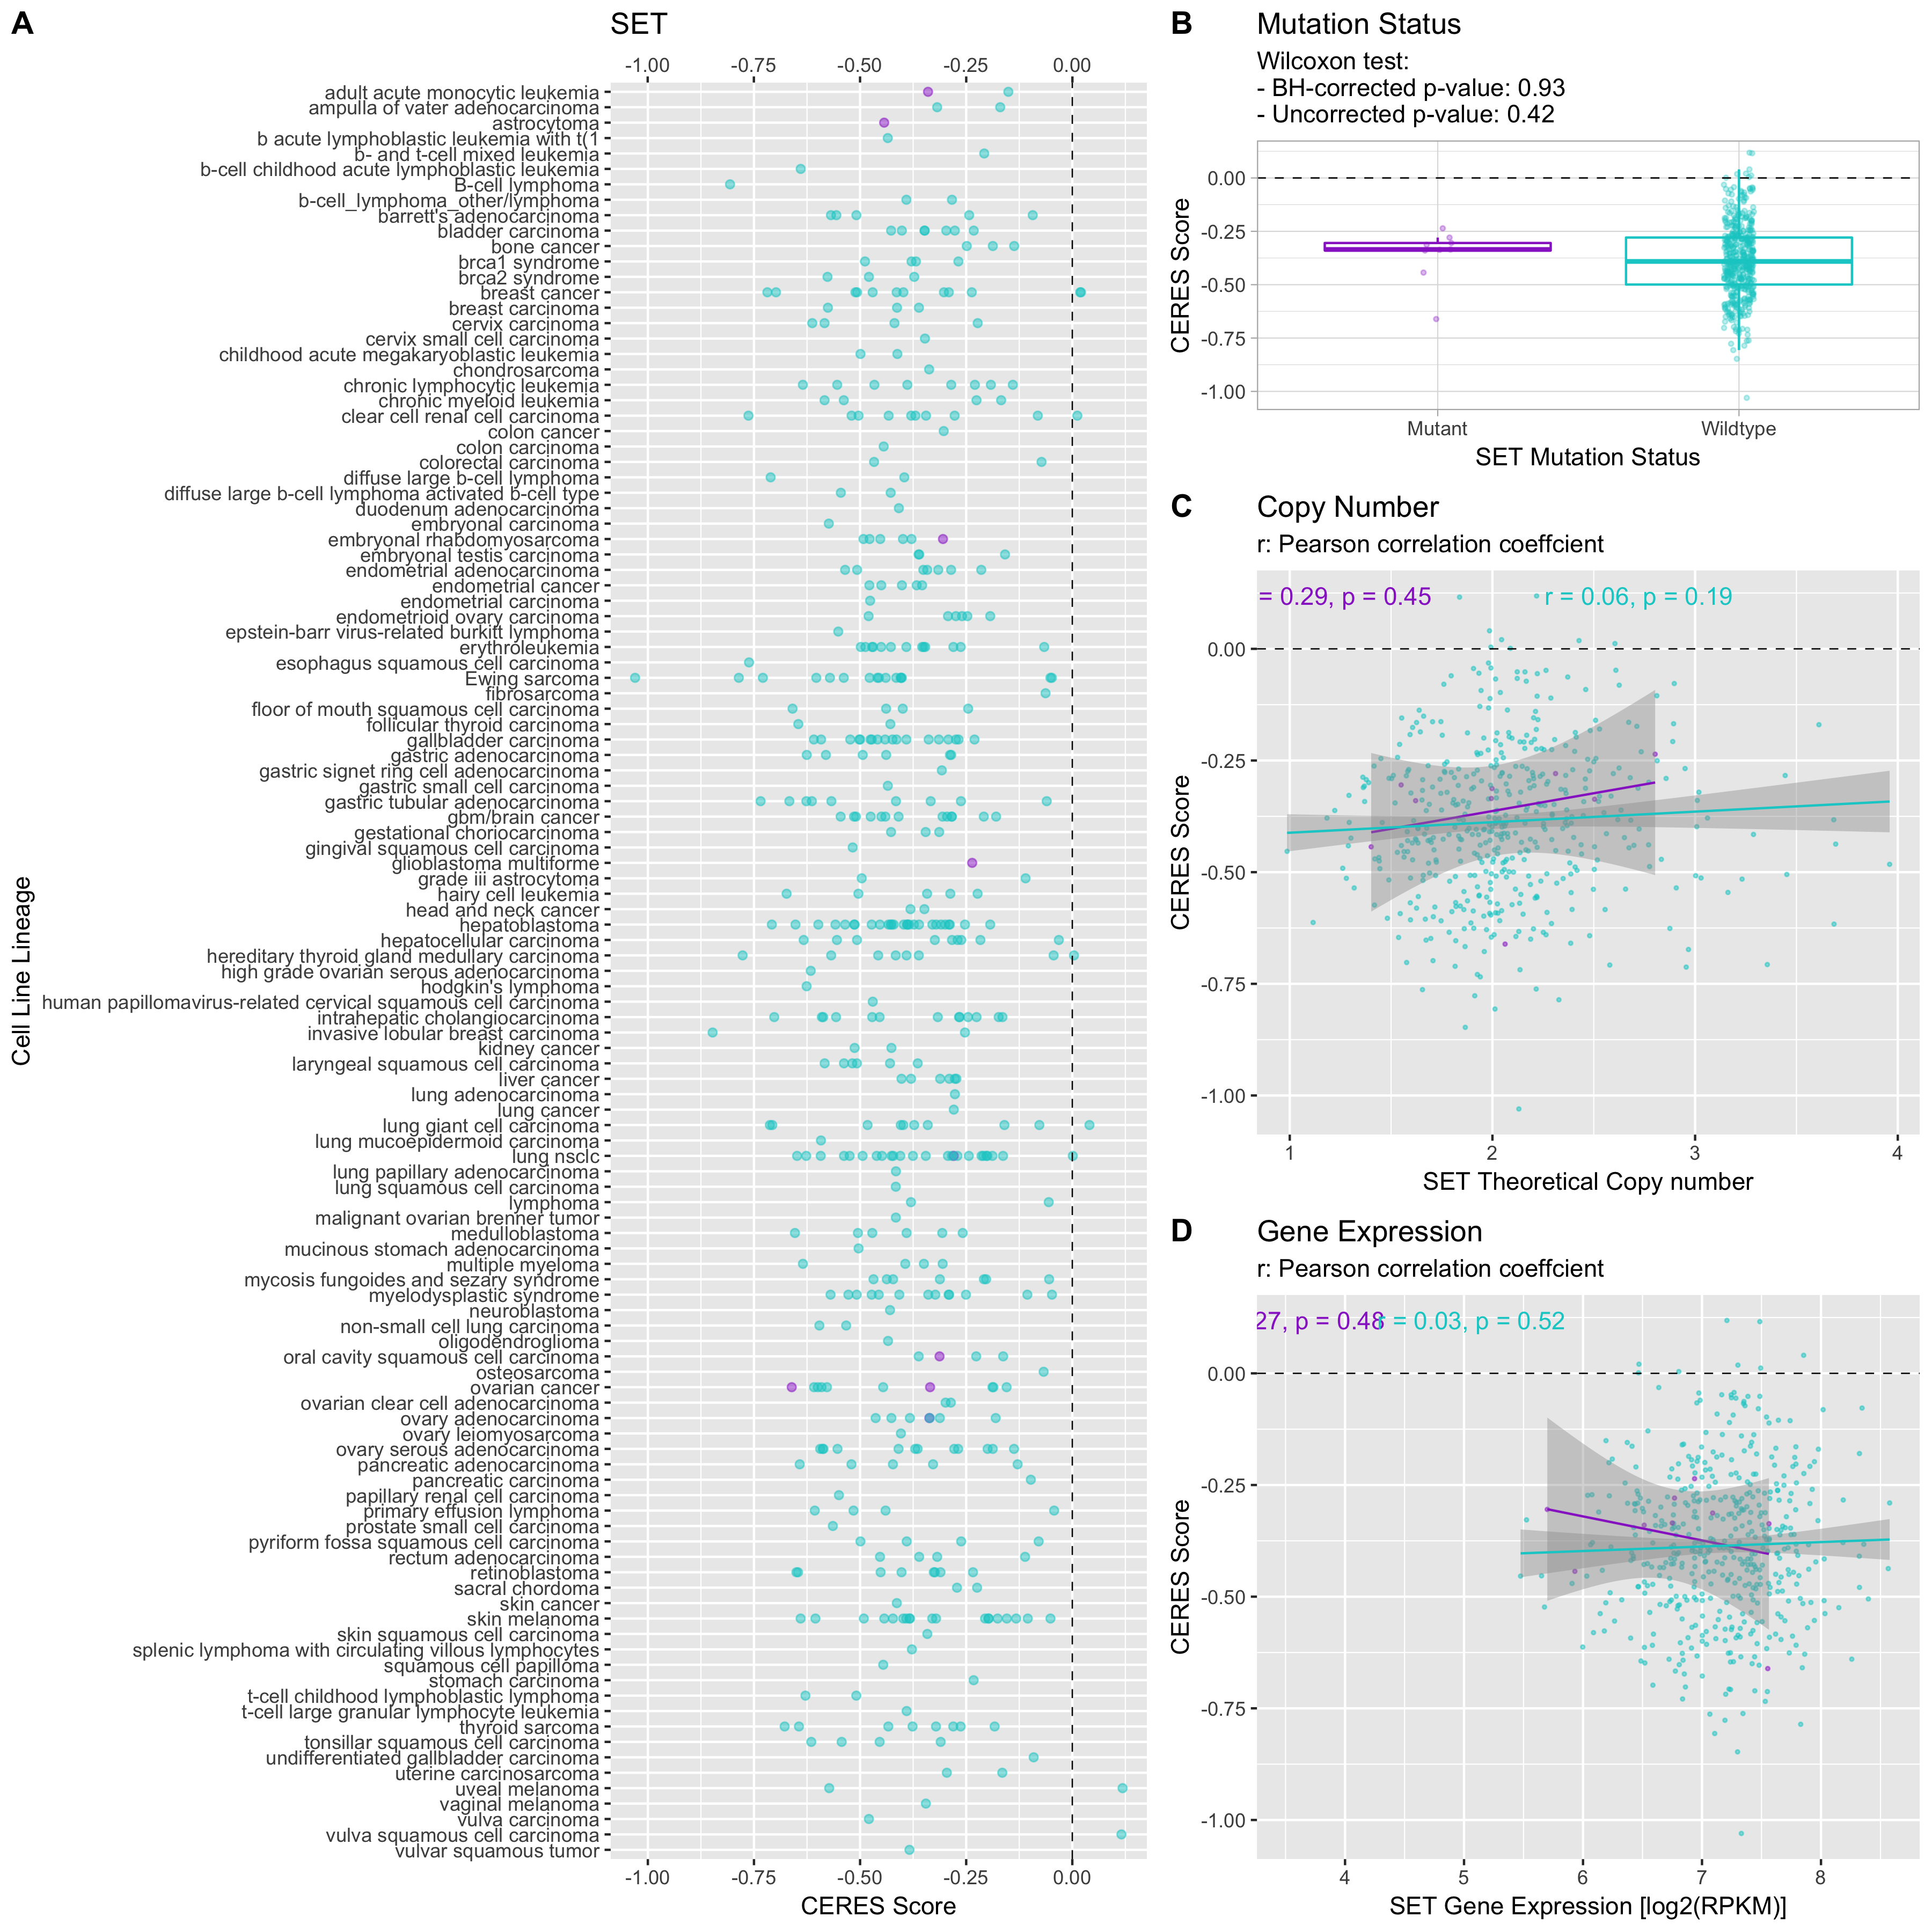 A
SET
-1.00 -0.75 -0.50 -0.25 0.00
Cell Line Lineage
adult acute monocytic leukemia
ampulla of vater adenocarcinoma
astrocytoma
b acute lymphoblastic leukemia with t(1
b- and t-cell mixed leukemia
b-cell childhood acute lymphoblastic leukemia
B-cell lymphoma
b-cell_lymphoma_other/lymphoma
barrett's adenocarcinoma
bladder carcinoma
bone cancer
brca1 syndrome
brca2 syndrome
breast cancer
breast carcinoma
cervix carcinoma
cervix small cell carcinoma
childhood acute megakaryoblastic leukemia
chondrosarcoma
chronic lymphocytic leukemia
chronic myeloid leukemia
clear cell renal cell carcinoma
colon cancer
colon carcinoma
colorectal carcinoma
diffuse large b-cell lymphoma
diffuse large b-cell lymphoma activated b-cell type
duodenum adenocarcinoma
embryonal carcinoma
embryonal rhabdomyosarcoma
embryonal testis carcinoma
endometrial adenocarcinoma
endometrial cancer
endometrial carcinoma
endometrioid ovary carcinoma
epstein-barr virus-related burkitt lymphoma
erythroleukemia
esophagus squamous cell carcinoma
Ewing sarcoma
fibrosarcoma
floor of mouth squamous cell carcinoma
follicular thyroid carcinoma
gallbladder carcinoma
gastric adenocarcinoma
gastric signet ring cell adenocarcinoma
gastric small cell carcinoma
gastric tubular adenocarcinoma
gbm/brain cancer
gestational choriocarcinoma
gingival squamous cell carcinoma
glioblastoma multiforme
grade iii astrocytoma
hairy cell leukemia
head and neck cancer
hepatoblastoma
hepatocellular carcinoma
hereditary thyroid gland medullary carcinoma
high grade ovarian serous adenocarcinoma
hodgkin's lymphoma
human papillomavirus-related cervical squamous cell carcinoma
intrahepatic cholangiocarcinoma
invasive lobular breast carcinoma
kidney cancer
laryngeal squamous cell carcinoma
liver cancer
lung adenocarcinoma
lung cancer
lung giant cell carcinoma
lung mucoepidermoid carcinoma
lung nsclc
lung papillary adenocarcinoma
lung squamous cell carcinoma
lymphoma
malignant ovarian brenner tumor
medulloblastoma
mucinous stomach adenocarcinoma
multiple myeloma
mycosis fungoides and sezary syndrome
myelodysplastic syndrome
neuroblastoma
non-small cell lung carcinoma
oligodendroglioma
oral cavity squamous cell carcinoma
osteosarcoma
ovarian cancer
ovarian clear cell adenocarcinoma
ovary adenocarcinoma
ovary leiomyosarcoma
ovary serous adenocarcinoma
pancreatic adenocarcinoma
pancreatic carcinoma
papillary renal cell carcinoma
primary effusion lymphoma
prostate small cell carcinoma
pyriform fossa squamous cell carcinoma
rectum adenocarcinoma
retinoblastoma
sacral chordoma
skin cancer
skin melanoma
skin squamous cell carcinoma
splenic lymphoma with circulating villous lymphocytes
squamous cell papilloma
stomach carcinoma
t-cell childhood lymphoblastic lymphoma
t-cell large granular lymphocyte leukemia
thyroid sarcoma
tonsillar squamous cell carcinoma
undifferentiated gallbladder carcinoma
uterine carcinosarcoma
uveal melanoma
vaginal melanoma
vulva carcinoma
vulva squamous cell carcinoma
vulvar squamous tumor
-1.00 -0.75 -0.50 -0.25 0.00
CERES Score
B
Mutation Status
Wilcoxon test:
- BH-corrected p-value: 0.93
- Uncorrected p-value: 0.42
CERES Score
0.00
-0.25
-0.50
-0.75
-1.00
Mutant Wildtype
SET Mutation Status
C
Copy Number
r: Pearson correlation coeffcient
= 0.29, p = 0.45 r = 0.06, p = 0.19
CERES Score
0.00
-0.25
-0.50
-0.75
-1.00
1 2 3 4
SET Theoretical Copy number
D
Gene Expression
r: Pearson correlation coeffcient
27, p = 0.48 r = 0.03, p = 0.52
CERES Score
0.00
-0.25
-0.50
-0.75
-1.00
4 5 6 7 8
SET Gene Expression [log2(RPKM)]